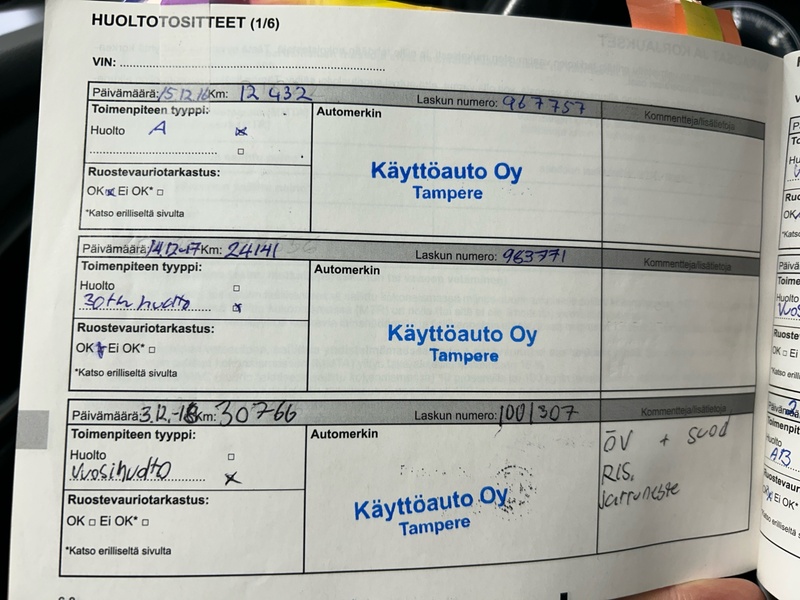 HUOLTOTOSITTEET (1/6)
VIN:
Päivämäärä: 15.12.16 Km: 12 432 Laskun numero: 967757 Kommentteja/lisätietoja
Toimenpiteen tyyppi: Automerkin
Huolto A
Ruostevauriotarkastus:
OK Ei OK*
*Katso erilliseltä sivulta
Käyttöauto Oy
Tampere
Päivämäärä: 14.12.-17 Km: 24141 Laskun numero: 983771 Kommentteja/lisätietoja
Toimenpiteen tyyppi: Automerkin
Huolto
30tkm huolto
Ruostevauriotarkastus:
OK Ei OK*
*Katso erilliseltä sivulta
Käyttöauto Oy
Tampere
Päivämäärä: 3.12.-18 Km: 30766 Laskun numero: 1001307 Kommentteja/lisätietoja
Toimenpiteen tyyppi: Automerkin
Huolto
Vuosihuolto
Ruostevauriotarkastus:
OK Ei OK*
*Katso erilliseltä sivulta
Käyttöauto Oy
Tampere
ÖV + suod
RIS.
Jarruneste